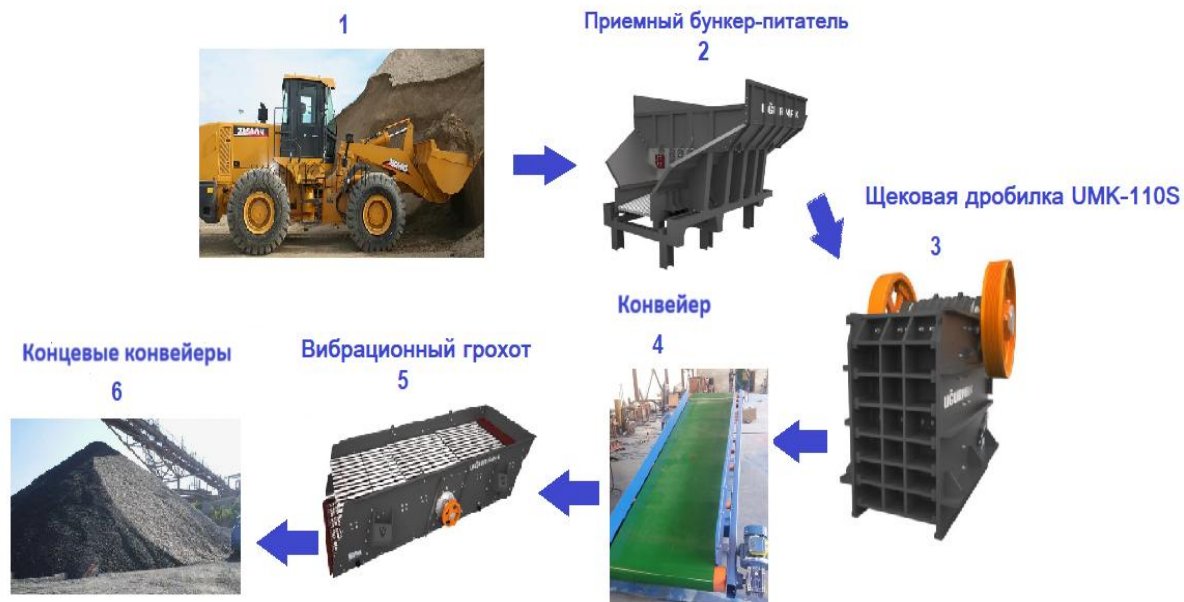 1
Приемный бункер-питатель
2
Щековая дробилка UMK-110S
3
Конвейер
4
Вибрационный грохот
5
Концевые конвейеры
6